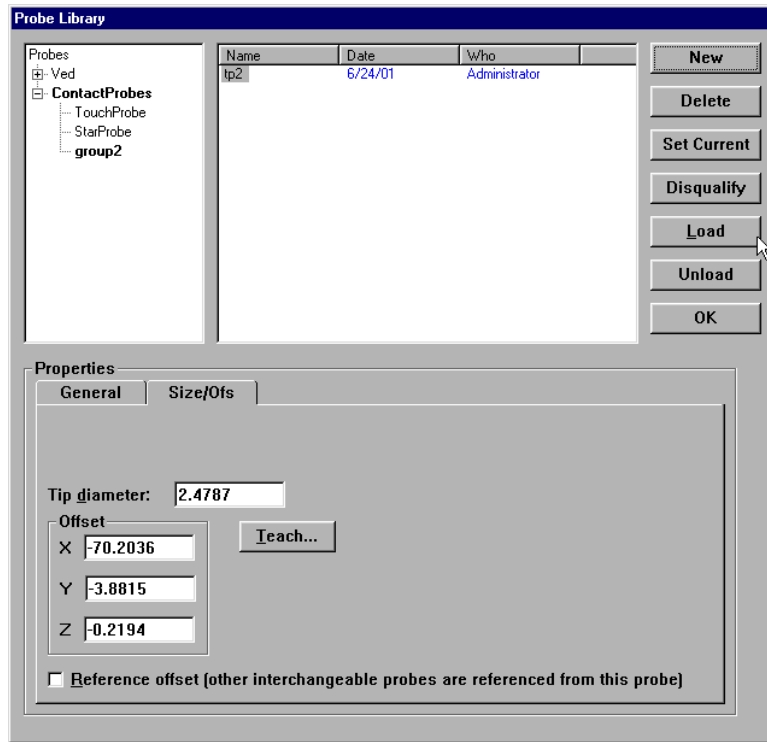 Probe Library
Probes
Ved
ContactProbes
TouchProbe
StarProbe
group2
Name Date Who
tp2 6/24/01 Administrator
New
Delete
Set Current
Disqualify
Load
Unload
OK
Properties
General Size/Ofs
Tip diameter: 2.4787
Offset
X -70.2036
Teach...
Y -3.8815
Z -0.2194
Reference offset (other interchangeable probes are referenced from this probe)